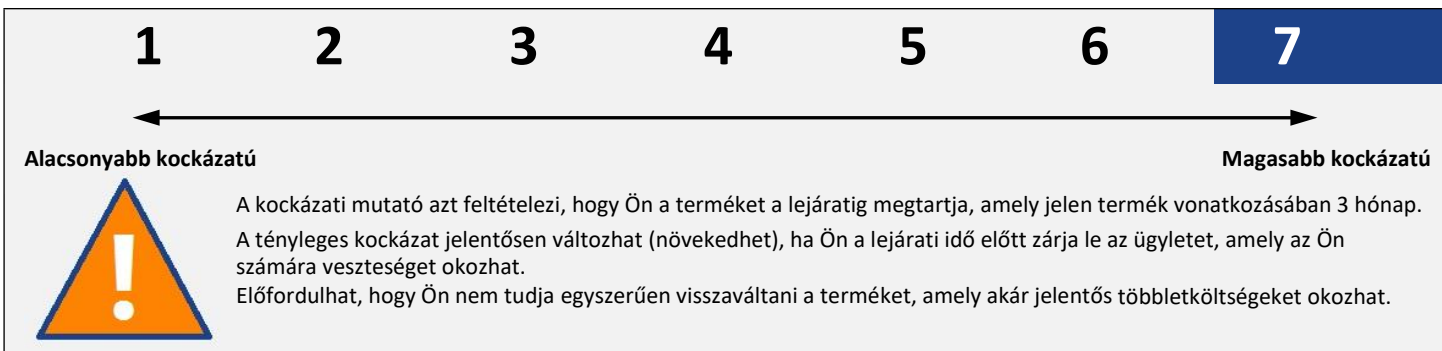 1 2 3 4 5 6 7
Alacsonyabb kockázatú Magasabb kockázatú
A kockázati mutató azt feltételezi, hogy Ön a terméket a lejáratig megtartja, amely jelen termék vonatkozásában 3 hónap.
A tényleges kockázat jelentősen változhat (növekedhet), ha Ön a lejárati idő előtt zárja le az ügyletet, amely az Ön
számára veszteséget okozhat.
Előfordulhat, hogy Ön nem tudja egyszerűen visszaváltani a terméket, amely akár jelentős többletköltségeket okozhat.